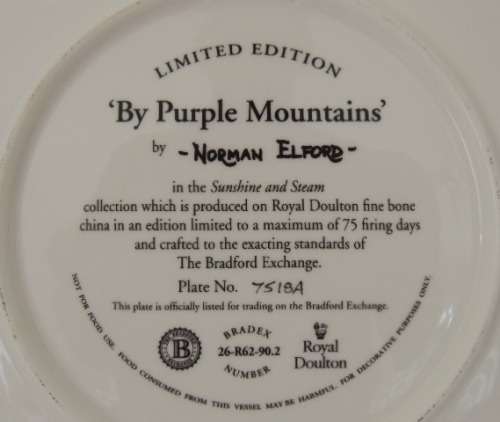 LIMITED EDITION
'By Purple Mountains'
by - NORMAN ELFORD -
in the Sunshine and Steam
collection which is produced on Royal Doulton fine bone
china in an edition limited to a maximum of 75 firing days
and crafted to the exacting standards of
The Bradford Exchange.
Plate No. 7518A
This plate is officially listed for trading on the Bradford Exchange.
B
BRADEX
26-R62-90.2
NUMBER
Royal
Doulton
NOT FOR FOOD USE. FOOD CONSUMED FROM THIS VESSEL MAY BE HARMFUL. FOR DECORATIVE PURPOSES ONLY.